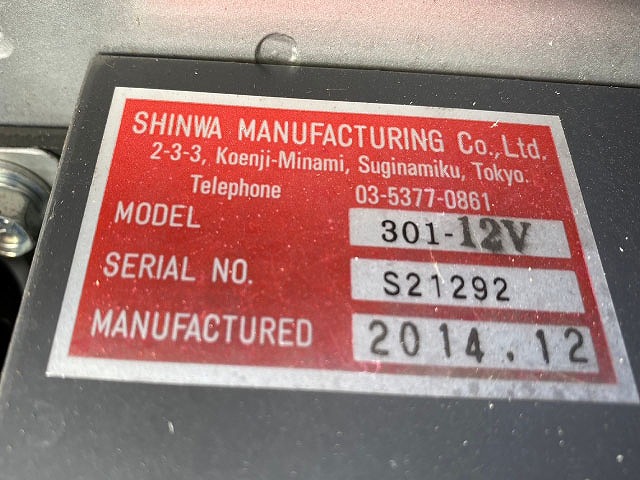 SHINWA MANUFACTURING Co.,Ltd.
2-3-3, Koenji-Minami, Suginamiku, Tokyo.
Telephone 03-5377-0861
MODEL 301-12V
SERIAL NO. S21292
MANUFACTURED 2014.12